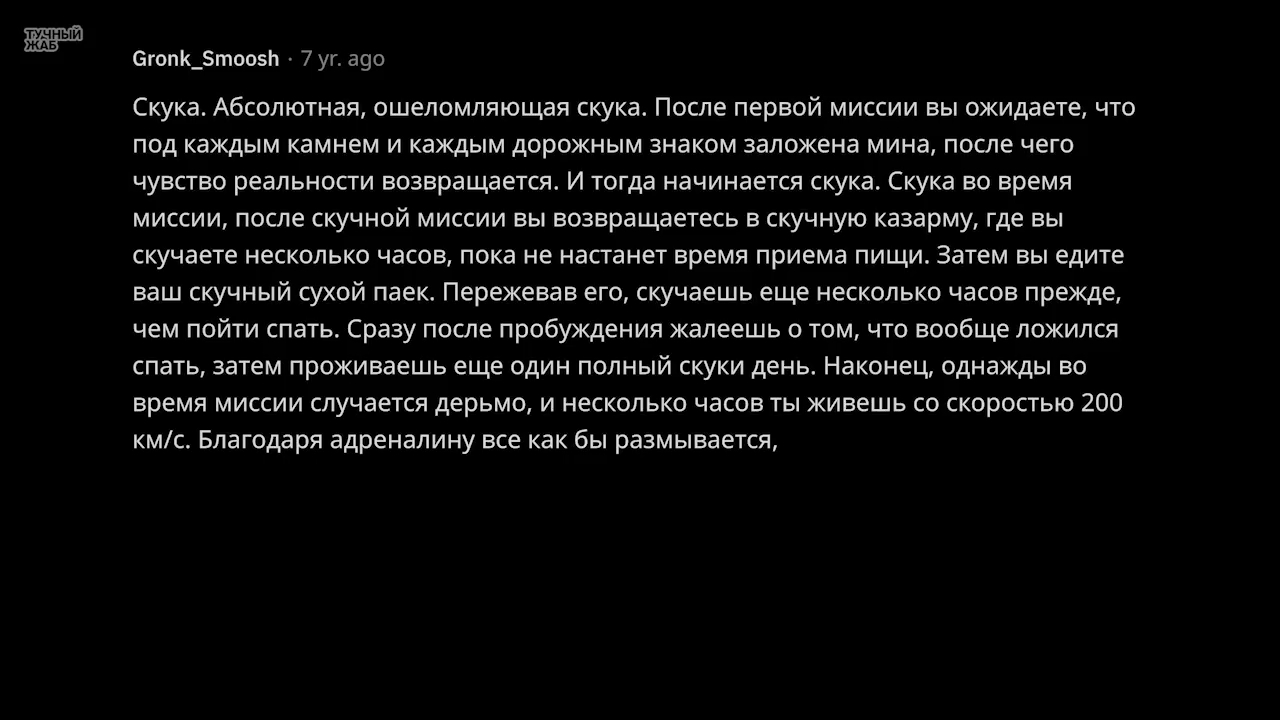 ТУЧНЫЙ
ЖАБ
Gronk_Smoosh · 7 yr. ago
Скука. Абсолютная, ошеломляющая скука. После первой миссии вы ожидаете, что
под каждым камнем и каждым дорожным знаком заложена мина, после чего
чувство реальности возвращается. И тогда начинается скука. Скука во время
миссии, после скучной миссии вы возвращаетесь в скучную казарму, где вы
скучаете несколько часов, пока не настанет время приема пищи. Затем вы едите
ваш скучный сухой паек. Пережевав его, скучаешь еще несколько часов прежде,
чем пойти спать. Сразу после пробуждения жалеешь о том, что вообще ложился
спать, затем проживаешь еще один полный скуки день. Наконец, однажды во
время миссии случается дерьмо, и несколько часов ты живешь со скоростью 200
км/с. Благодаря адреналину все как бы размывается,